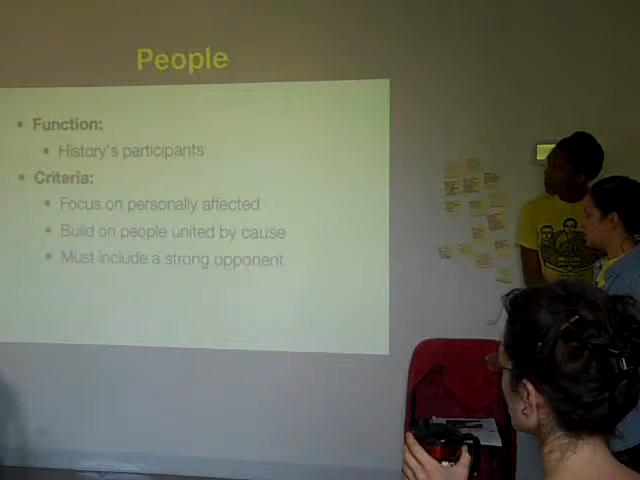 People
• Function:
• History's participants
• Criteria:
• Focus on personally affected
• Build on people united by cause
• Must include a strong opponent